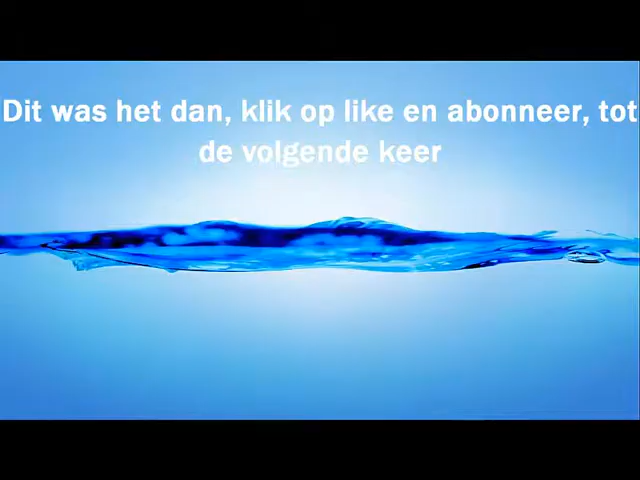 Dit was het dan, klik op like en abonneer, tot
de volgende keer